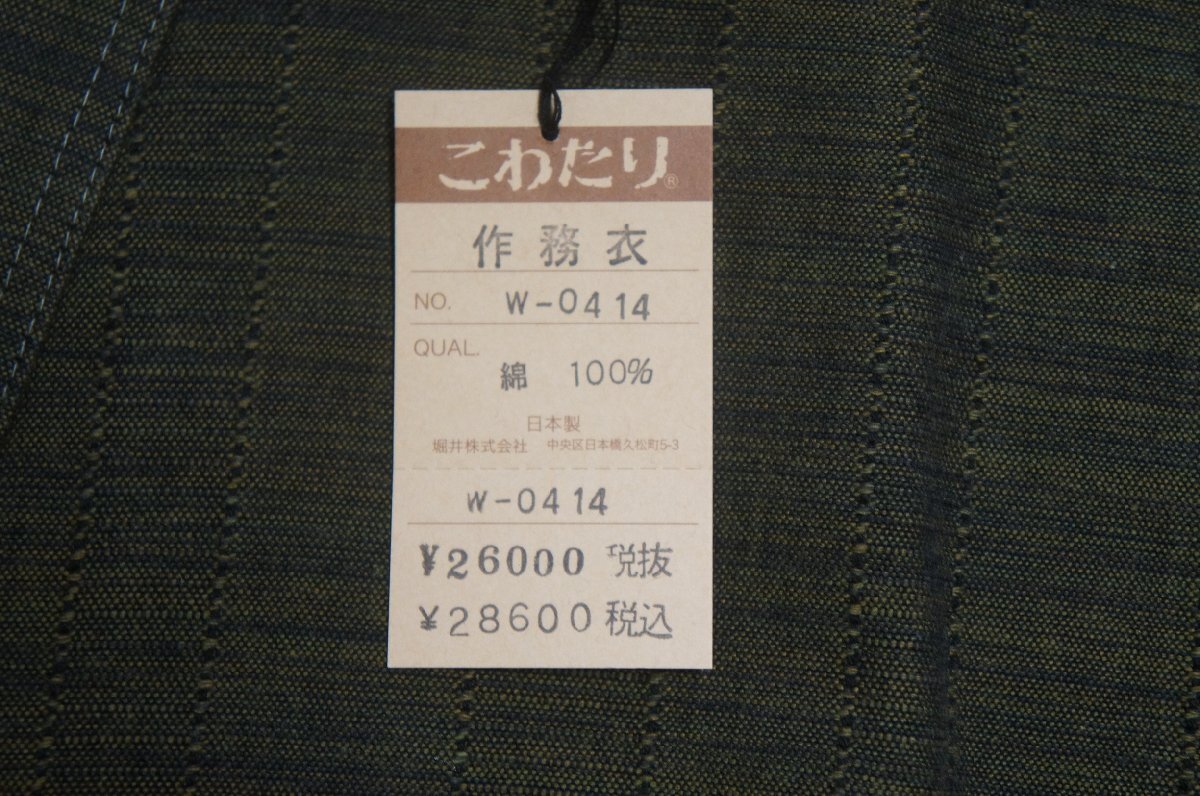 こわたり®
作務衣
NO. W-0414
QUAL.
綿 100%
日本製
堀井株式会社 中央区日本橋久松町5-3
W-0414
¥26000 税抜
¥28600 税込